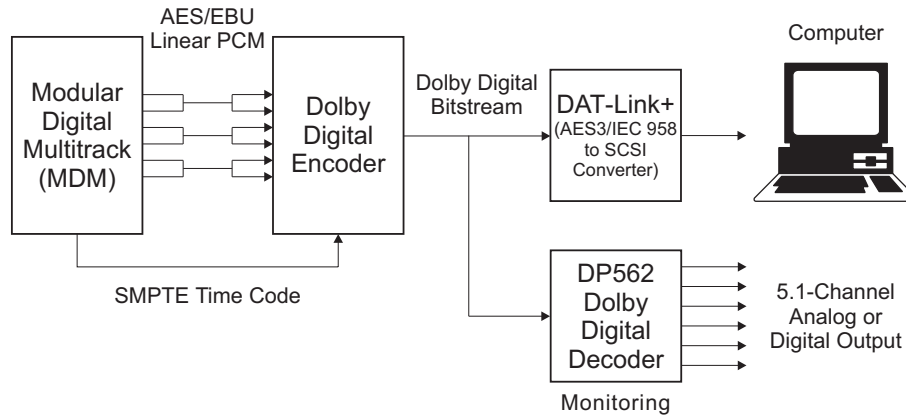 AES/EBU
Linear PCM
Modular
Digital
Multitrack
(MDM)
Dolby
Digital
Encoder
SMPTE Time Code
Dolby Digital
Bitstream
DAT-Link+
(AES3/IEC 958
to SCSI
Converter)
Computer
DP562
Dolby
Digital
Decoder
Monitoring
5.1-Channel
Analog or
Digital Output